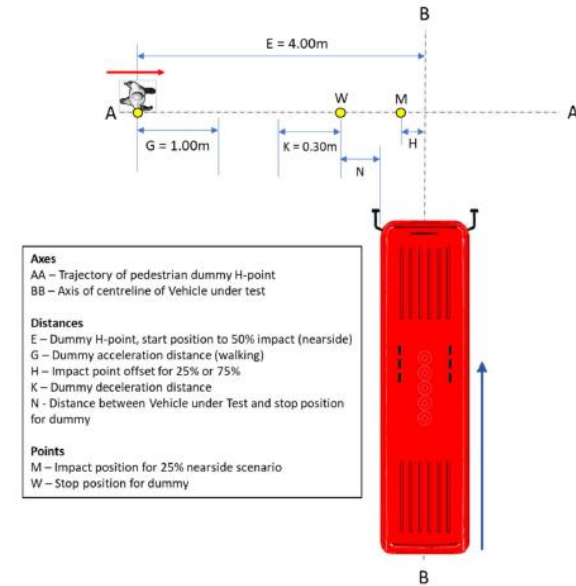 B
E = 4.00m
A
W
M
A
G = 1.00m
K = 0.30m
H
N
Axes
AA – Trajectory of pedestrian dummy H-point
BB – Axis of centreline of Vehicle under test
Distances
E – Dummy H-point, start position to 50% impact (nearside)
G – Dummy acceleration distance (walking)
H – Impact point offset for 25% or 75%
K – Dummy deceleration distance
N - Distance between Vehicle under Test and stop position
for dummy
Points
M – Impact position for 25% nearside scenario
W – Stop position for dummy
B